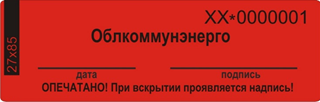 27x85
XX*0000001
Облкоммунэнерго
дата подпись
ОПЕЧАТАНО! При вскрытии проявляется надпись!